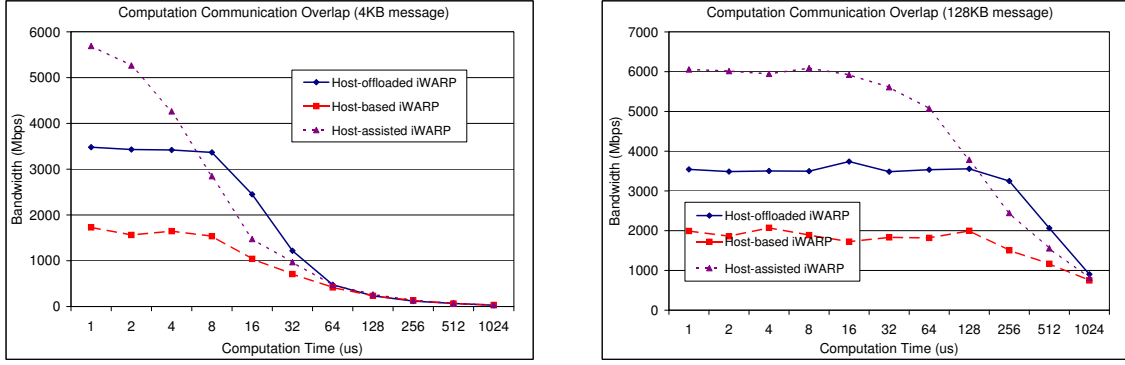 Computation Communication Overlap (4KB message)
6000
5000
4000
3000
2000
1000
0
Bandwidth (Mbps)
Host-offloaded iWARP
Host-based iWARP
Host-assisted iWARP
1 2 4 8 16 32 64 128 256 512 1024
Computation Time (us)
Computation Communication Overlap (128KB message)
7000
6000
5000
4000
3000
2000
1000
0
Bandwidth (Mbps)
Host-offloaded iWARP
Host-based iWARP
Host-assisted iWARP
1 2 4 8 16 32 64 128 256 512 1024
Computation Time (us)